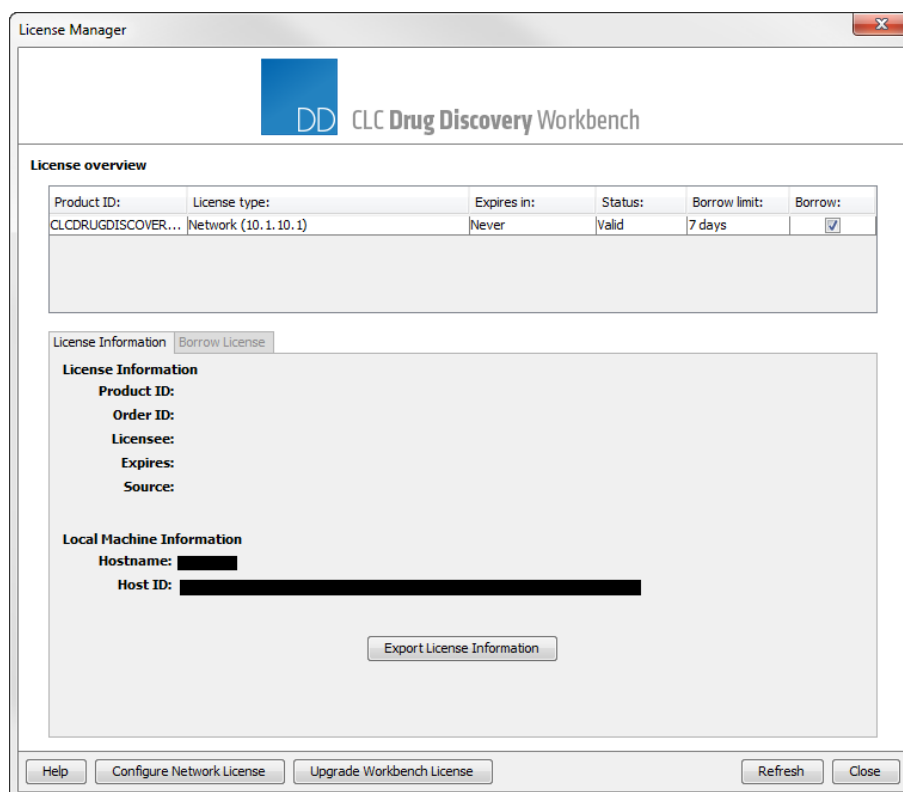 License Manager
DD CLC Drug Discovery Workbench
License overview
Product ID: License type: Expires in: Status: Borrow limit: Borrow:
CLCDRUGDISCOVER... Network (10.1.10.1) Never Valid 7 days
License Information Borrow License
License Information
Product ID:
Order ID:
Licensee:
Expires:
Source:
Local Machine Information
Hostname:
Host ID:
Export License Information
Help Configure Network License Upgrade Workbench License Refresh Close